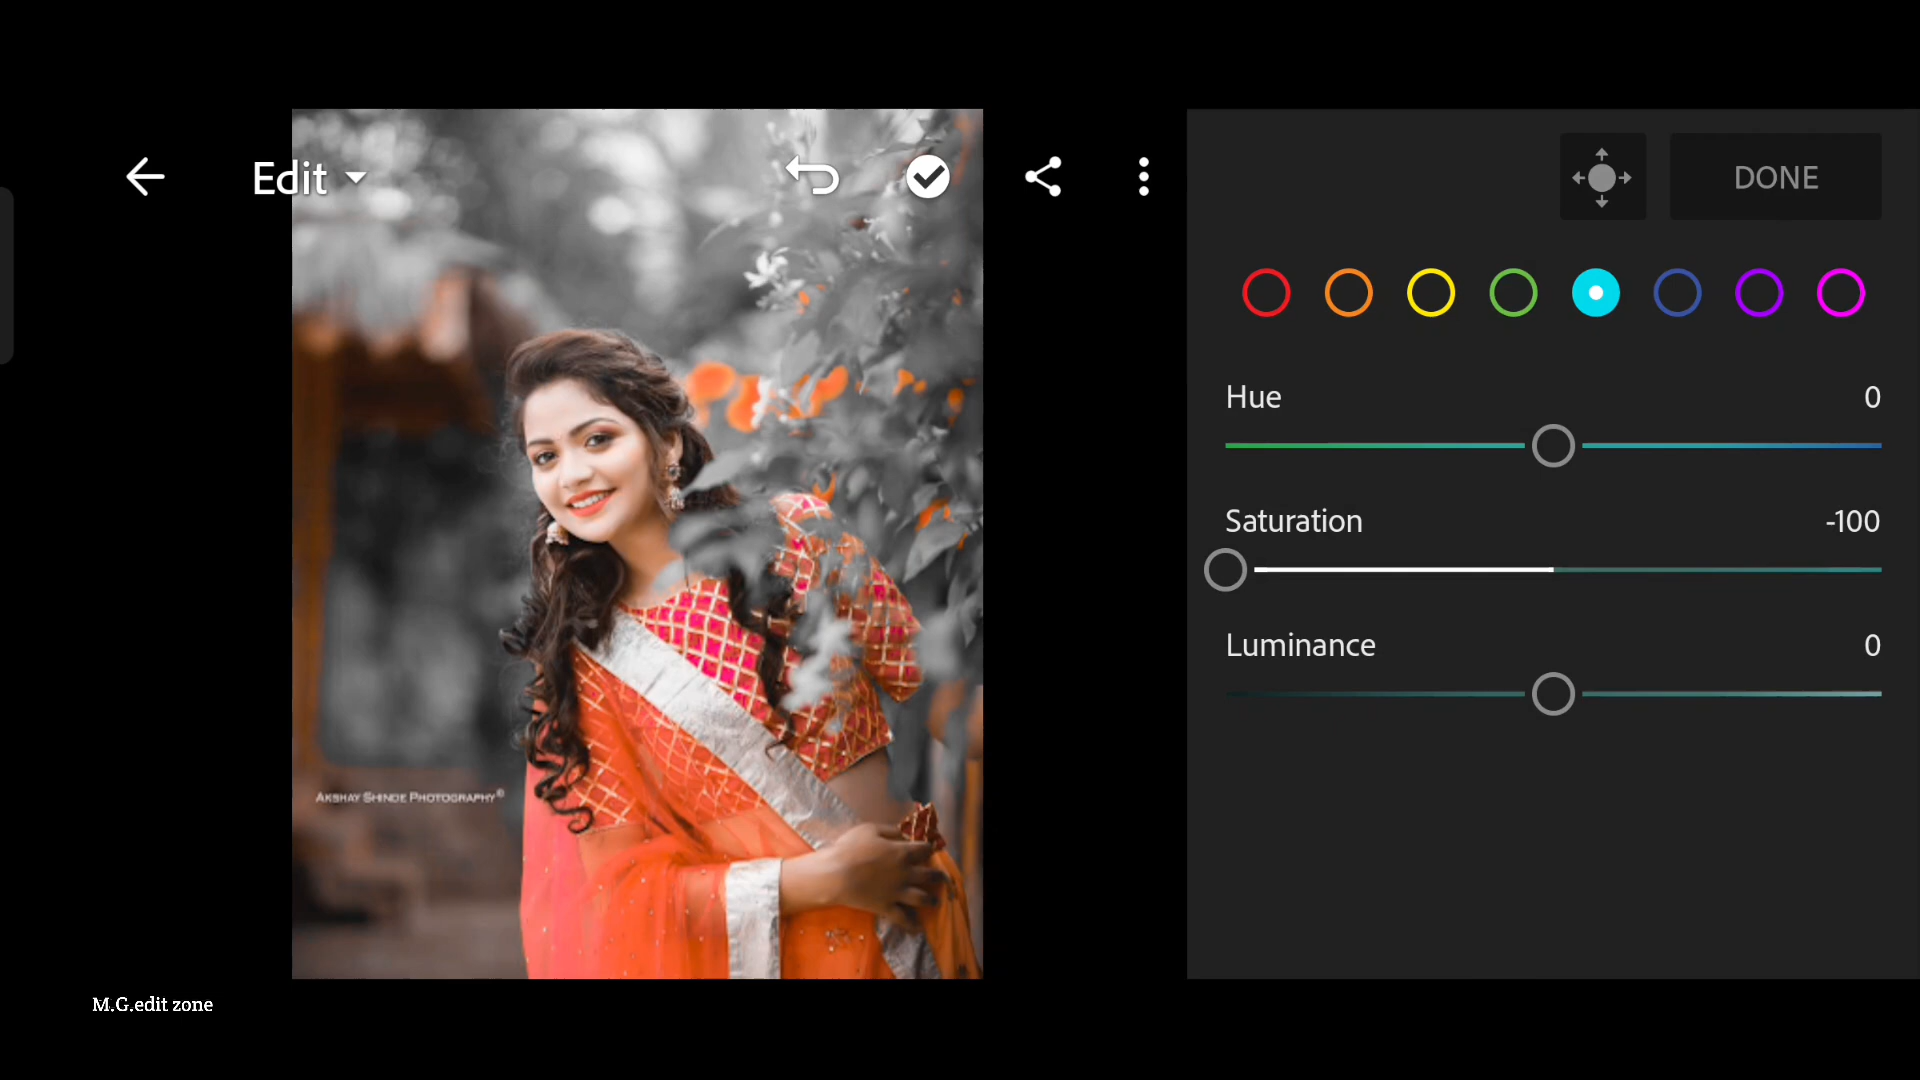 Edit
DONE
Hue 0
Saturation -100
Luminance 0
AKSHAY SHINDE PHOTOGRAPHY©
M.G.edit zone